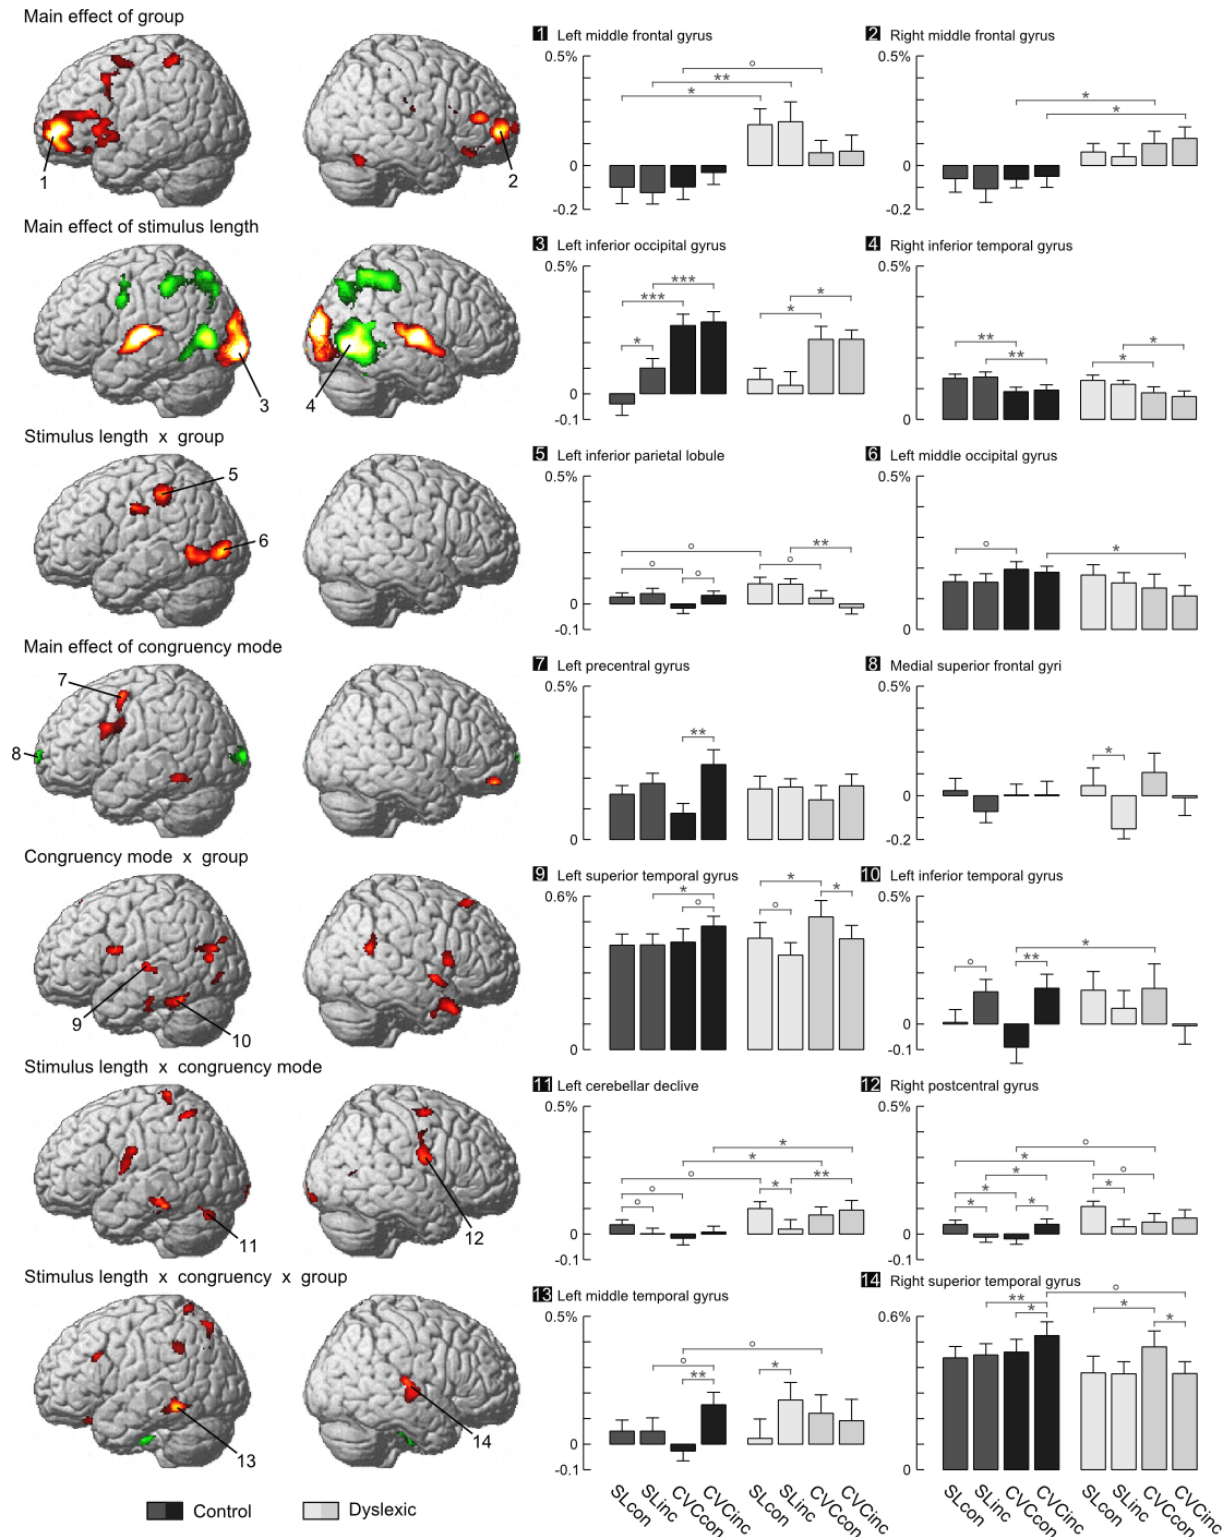 Main effect of group
1
2
1 Left middle frontal gyrus
0.5%
0
-0.2
* ** °
2 Right middle frontal gyrus
0.5%
0
-0.2
* *
Main effect of stimulus length
3
4
3 Left inferior occipital gyrus
0.5%
0
-0.1
* *** *** * *
4 Right inferior temporal gyrus
0.5%
0
** ** * *
Stimulus length x group
5
6
5 Left inferior parietal lobule
0.5%
0
-0.1
° ° ° ° **
6 Left middle occipital gyrus
0.5%
0
° *
Main effect of congruency mode
7
8
7 Left precentral gyrus
0.5%
0
**
8 Medial superior frontal gyri
0.5%
0
-0.2
*
Congruency mode x group
9
10
9 Left superior temporal gyrus
0.6%
0
* ° ° * *
10 Left inferior temporal gyrus
0.5%
0
-0.1
° ** *
Stimulus length x congruency mode
11
12
11 Left cerebellar declive
0.5%
0
-0.1
° ° ° * * * **
12 Right postcentral gyrus
0.5%
0
-0.1
* * * * * ° * °
Stimulus length x congruency x group
13
14
13 Left middle temporal gyrus
0.5%
0
-0.1
° ** ° *
14 Right superior temporal gyrus
0.6%
0
** * ° * *
SLcon SLinc CVCcon CVCinc SLcon SLinc CVCcon CVCinc
SLcon SLinc CVCcon CVCinc SLcon SLinc CVCcon CVCinc
Control Dyslexic